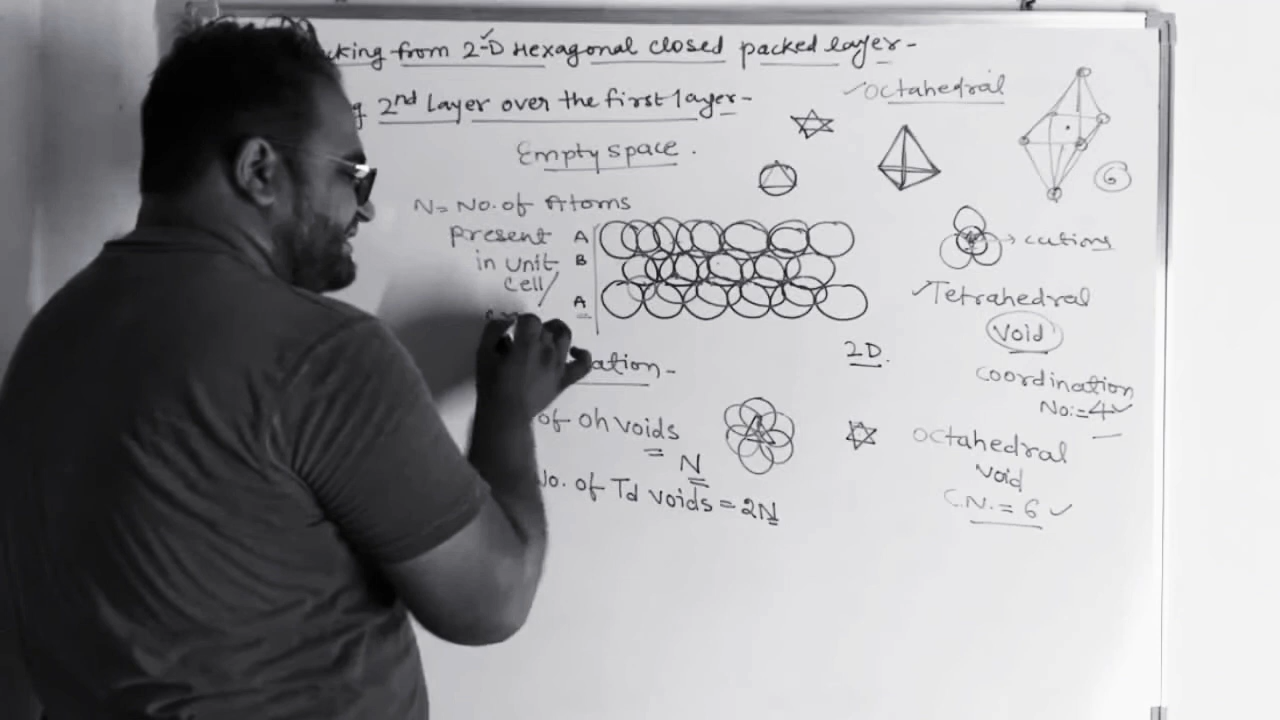 king from 2-D Hexagonal closed packed layer-
g 2nd Layer over the first layer-
Empty space.
N= No. of Atoms
present
in unit
cell/
A
B
A
ation-
of Oh voids
= N
No. of Td voids = 2N
2D.
✓Octahedral
6
→ cations
✓Tetrahedral
Void
Coordination
No:= 4✓
Octahedral
Void
C.N. = 6 ✓